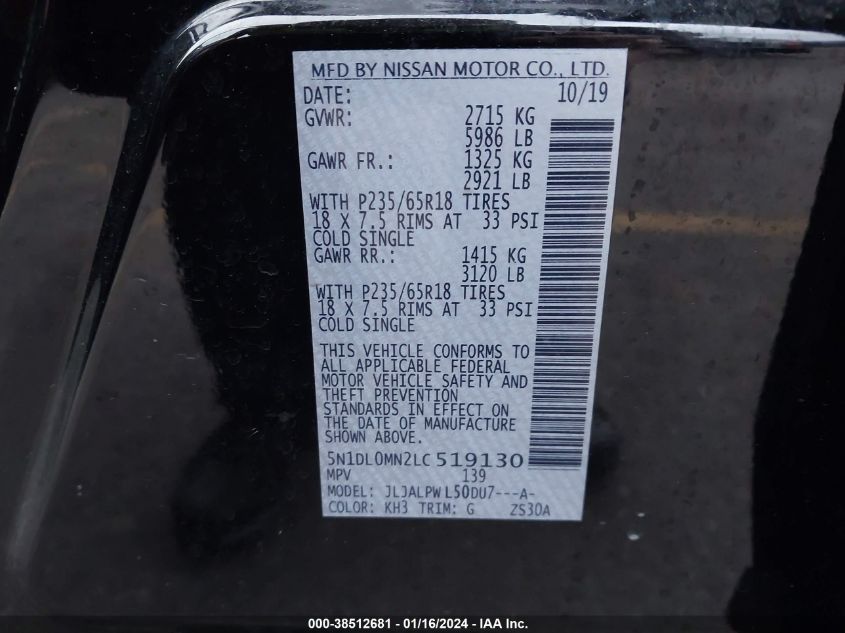 MFD BY NISSAN MOTOR CO., LTD.
DATE: 10/19
GVWR: 2715 KG
5986 LB
GAWR FR.: 1325 KG
2921 LB
WITH P235/65R18 TIRES
18 X 7.5 RIMS AT 33 PSI
COLD SINGLE
GAWR RR.: 1415 KG
3120 LB
WITH P235/65R18 TIRES
18 X 7.5 RIMS AT 33 PSI
COLD SINGLE
THIS VEHICLE CONFORMS TO
ALL APPLICABLE FEDERAL
MOTOR VEHICLE SAFETY AND
THEFT PREVENTION
STANDARDS IN EFFECT ON
THE DATE OF MANUFACTURE
SHOWN ABOVE.
5N1DL0MN2LC519130
MPV 139
MODEL: JLJALPWL50DU7---A-
COLOR: KH3 TRIM: G ZS30A
000-38512681 - 01/16/2024 - IAA Inc.